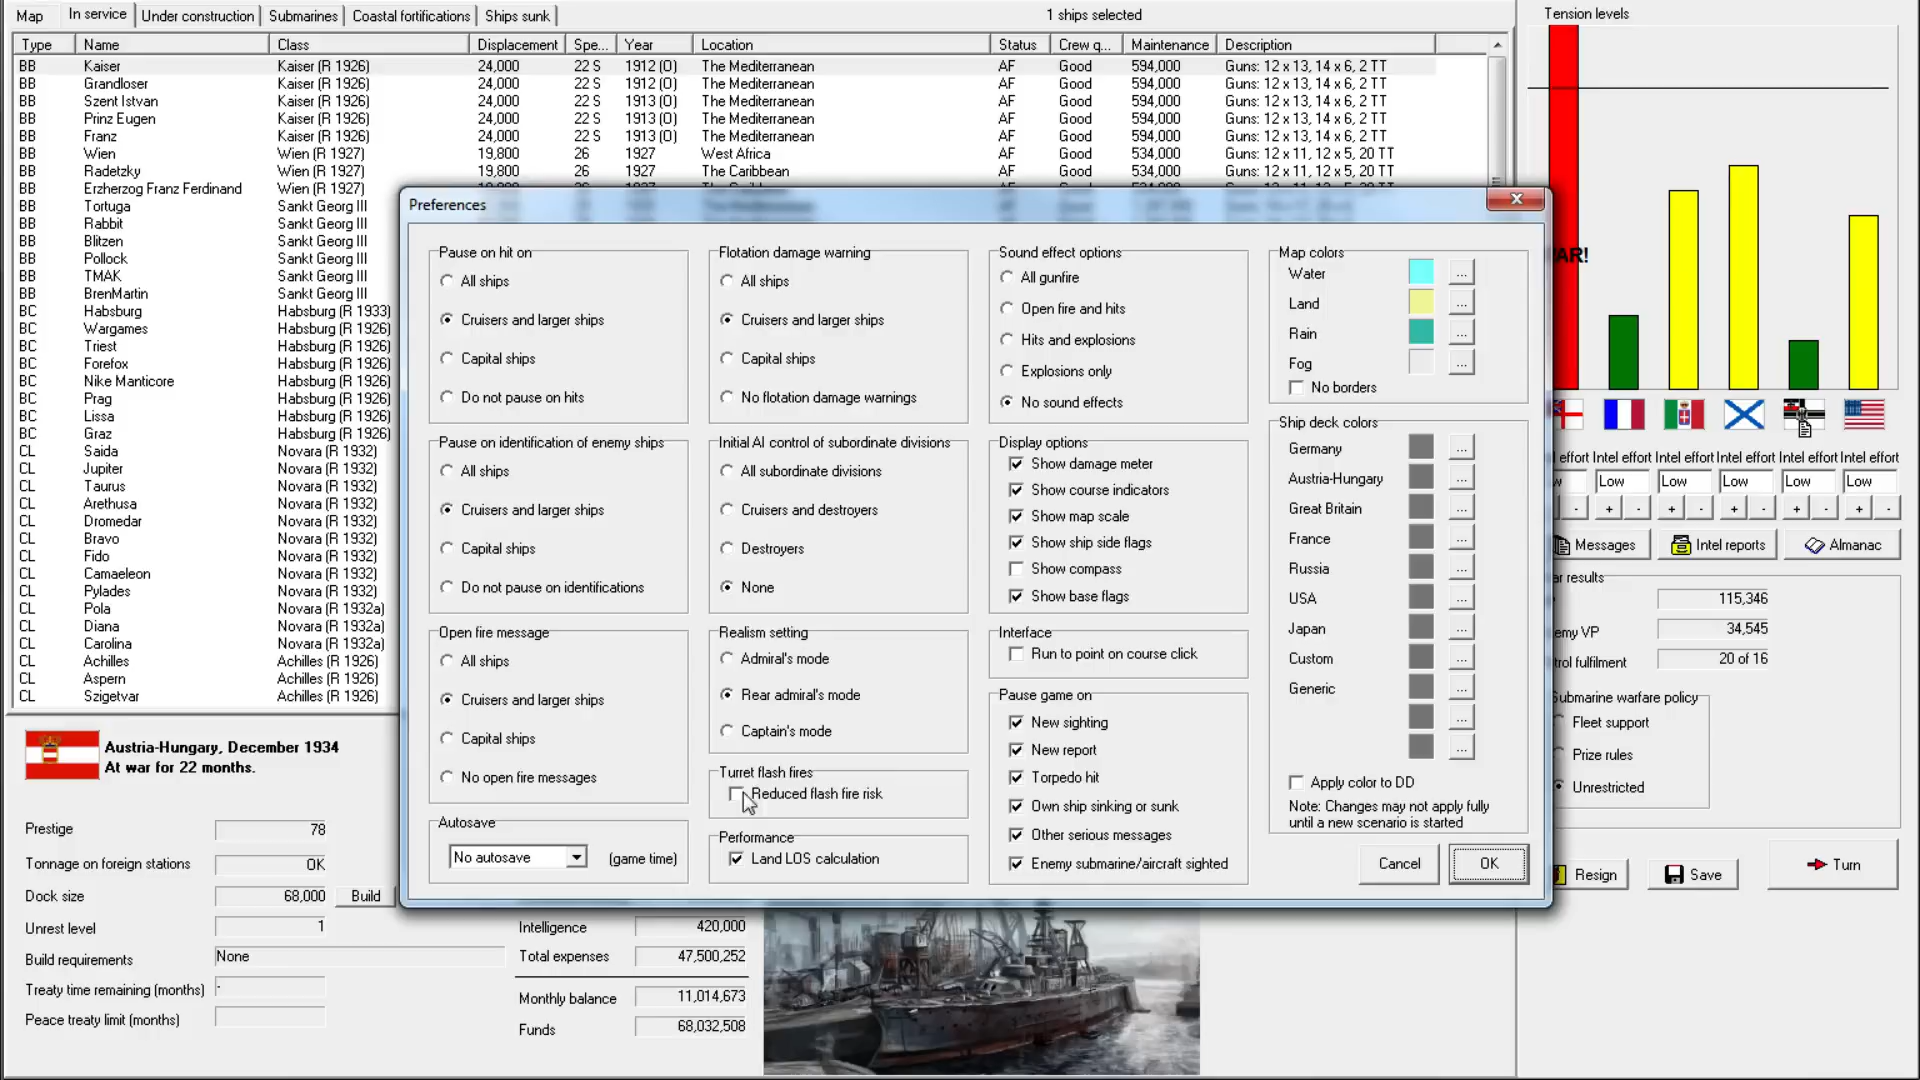 Map In service Under construction Submarines Coastal fortifications Ships sunk 1 ships selected
Type Name Class Displacement Spe... Year Location Status Crew q... Maintenance Description
BB Kaiser Kaiser (R 1926) 24,000 22 S 1912 (O) The Mediterranean AF Good 594,000 Guns: 12 x 13, 14 x 6, 2 TT
BB Grandloser Kaiser (R 1926) 24,000 22 S 1912 (O) The Mediterranean AF Good 594,000 Guns: 12 x 13, 14 x 6, 2 TT
BB Szent Istvan Kaiser (R 1926) 24,000 22 S 1913 (O) The Mediterranean AF Good 594,000 Guns: 12 x 13, 14 x 6, 2 TT
BB Prinz Eugen Kaiser (R 1926) 24,000 22 S 1913 (O) The Mediterranean AF Good 594,000 Guns: 12 x 13, 14 x 6, 2 TT
BB Franz Kaiser (R 1926) 24,000 22 S 1913 (O) The Mediterranean AF Good 594,000 Guns: 12 x 13, 14 x 6, 2 TT
BB Wien Wien (R 1927) 19,800 26 1927 West Africa AF Good 534,000 Guns: 12 x 11, 12 x 5, 20 TT
BB Radetzky Wien (R 1927) 19,800 26 1927 The Caribbean AF Good 534,000 Guns: 12 x 11, 12 x 5, 20 TT
BB Erzherzog Franz Ferdinand Wien (R 1927)
BB Tortuga Sankt Georg III
BB Rabbit Sankt Georg III
BB Blitzen Sankt Georg III
BB Pollock Sankt Georg III
BB TMAK Sankt Georg III
BB BrenMartin Sankt Georg III
BC Habsburg Habsburg (R 1933)
BC Wargames Habsburg (R 1926)
BC Triest Habsburg (R 1926)
BC Forefox Habsburg (R 1926)
BC Nike Manticore Habsburg (R 1926)
BC Prag Habsburg (R 1926)
BC Lissa Habsburg (R 1926)
BC Graz Habsburg (R 1926)
CL Saida Novara (R 1932)
CL Jupiter Novara (R 1932)
CL Taurus Novara (R 1932)
CL Arethusa Novara (R 1932)
CL Dromedar Novara (R 1932)
CL Bravo Novara (R 1932)
CL Fido Novara (R 1932)
CL Camaeleon Novara (R 1932)
CL Pylades Novara (R 1932)
CL Pola Novara (R 1932a)
CL Diana Novara (R 1932a)
CL Carolina Novara (R 1932a)
CL Achilles Achilles (R 1926)
CL Aspern Achilles (R 1926)
CL Szigetvar Achilles (R 1926)
Preferences
Pause on hit on
All ships
Cruisers and larger ships
Capital ships
Do not pause on hits
Pause on identification of enemy ships
All ships
Cruisers and larger ships
Capital ships
Do not pause on identifications
Open fire message
All ships
Cruisers and larger ships
Capital ships
No open fire messages
Autosave
No autosave (game time)
Flotation damage warning
All ships
Cruisers and larger ships
Capital ships
No flotation damage warnings
Initial AI control of subordinate divisions
All subordinate divisions
Cruisers and destroyers
Destroyers
None
Realism setting
Admiral's mode
Rear admiral's mode
Captain's mode
Turret flash fires
Reduced flash fire risk
Performance
Land LOS calculation
Sound effect options
All gunfire
Open fire and hits
Hits and explosions
Explosions only
No sound effects
Display options
Show damage meter
Show course indicators
Show map scale
Show ship side flags
Show compass
Show base flags
Interface
Run to point on course click
Pause game on
New sighting
New report
Torpedo hit
Own ship sinking or sunk
Other serious messages
Enemy submarine/aircraft sighted
Map colors
Water ...
Land ...
Rain ...
Fog ...
No borders
Ship deck colors
Germany ...
Austria-Hungary ...
Great Britain ...
France ...
Russia ...
USA ...
Japan ...
Custom ...
Generic ...
...
...
Apply color to DD
Note: Changes may not apply fully
until a new scenario is started
Cancel OK
Tension levels
AR!
effort Intel effort Intel effort Intel effort Intel effort Intel effort
w Low Low Low Low Low
- + - + - + - + - + -
Messages Intel reports Almanac
ar results
115,346
emy VP 34,545
trol fulfilment 20 of 16
Submarine warfare policy
Fleet support
Prize rules
Unrestricted
Resign Save Turn
Austria-Hungary, December 1934
At war for 22 months.
Prestige 78
Tonnage on foreign stations OK
Dock size 68,000 Build
Unrest level 1
Build requirements None
Treaty time remaining (months) -
Peace treaty limit (months)
Intelligence 420,000
Total expenses 47,500,252
Monthly balance 11,014,673
Funds 68,032,508